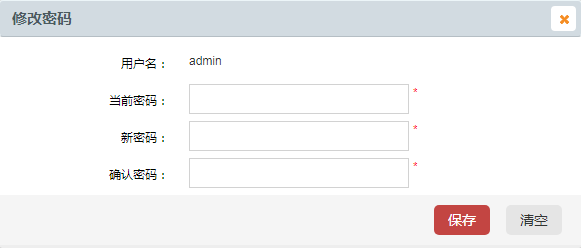 修改密码
用户名： admin
当前密码： *
新密码： *
确认密码： *
保存 清空